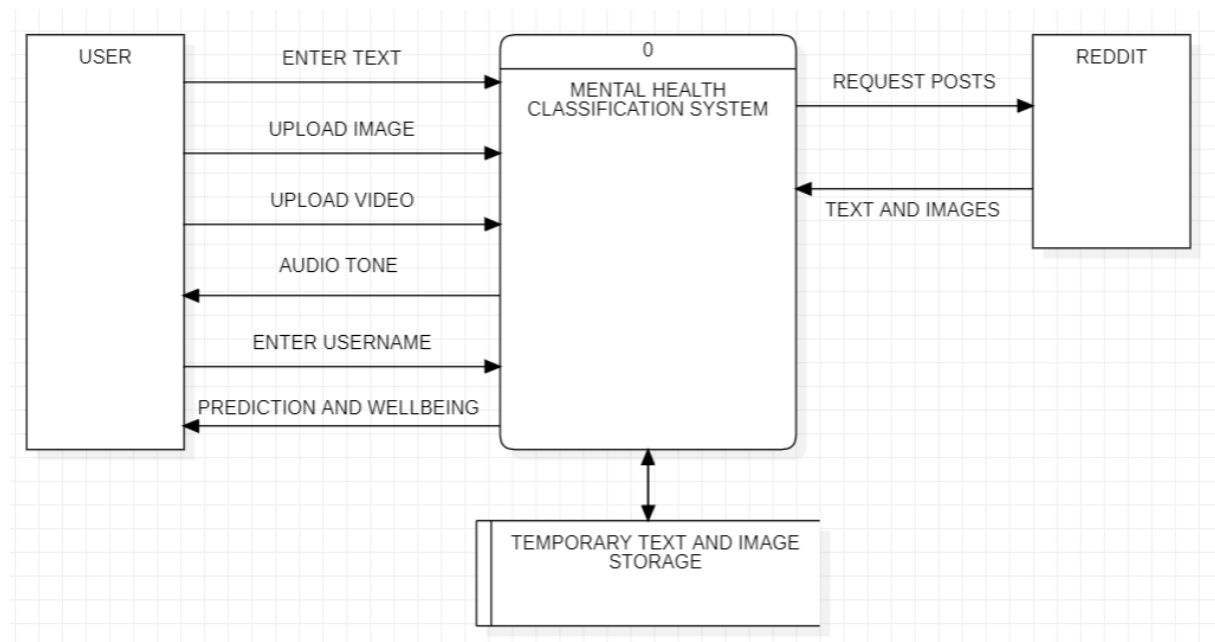 USER
ENTER TEXT
UPLOAD IMAGE
UPLOAD VIDEO
AUDIO TONE
ENTER USERNAME
PREDICTION AND WELLBEING
0
MENTAL HEALTH
CLASSIFICATION SYSTEM
REQUEST POSTS
TEXT AND IMAGES
REDDIT
TEMPORARY TEXT AND IMAGE
STORAGE